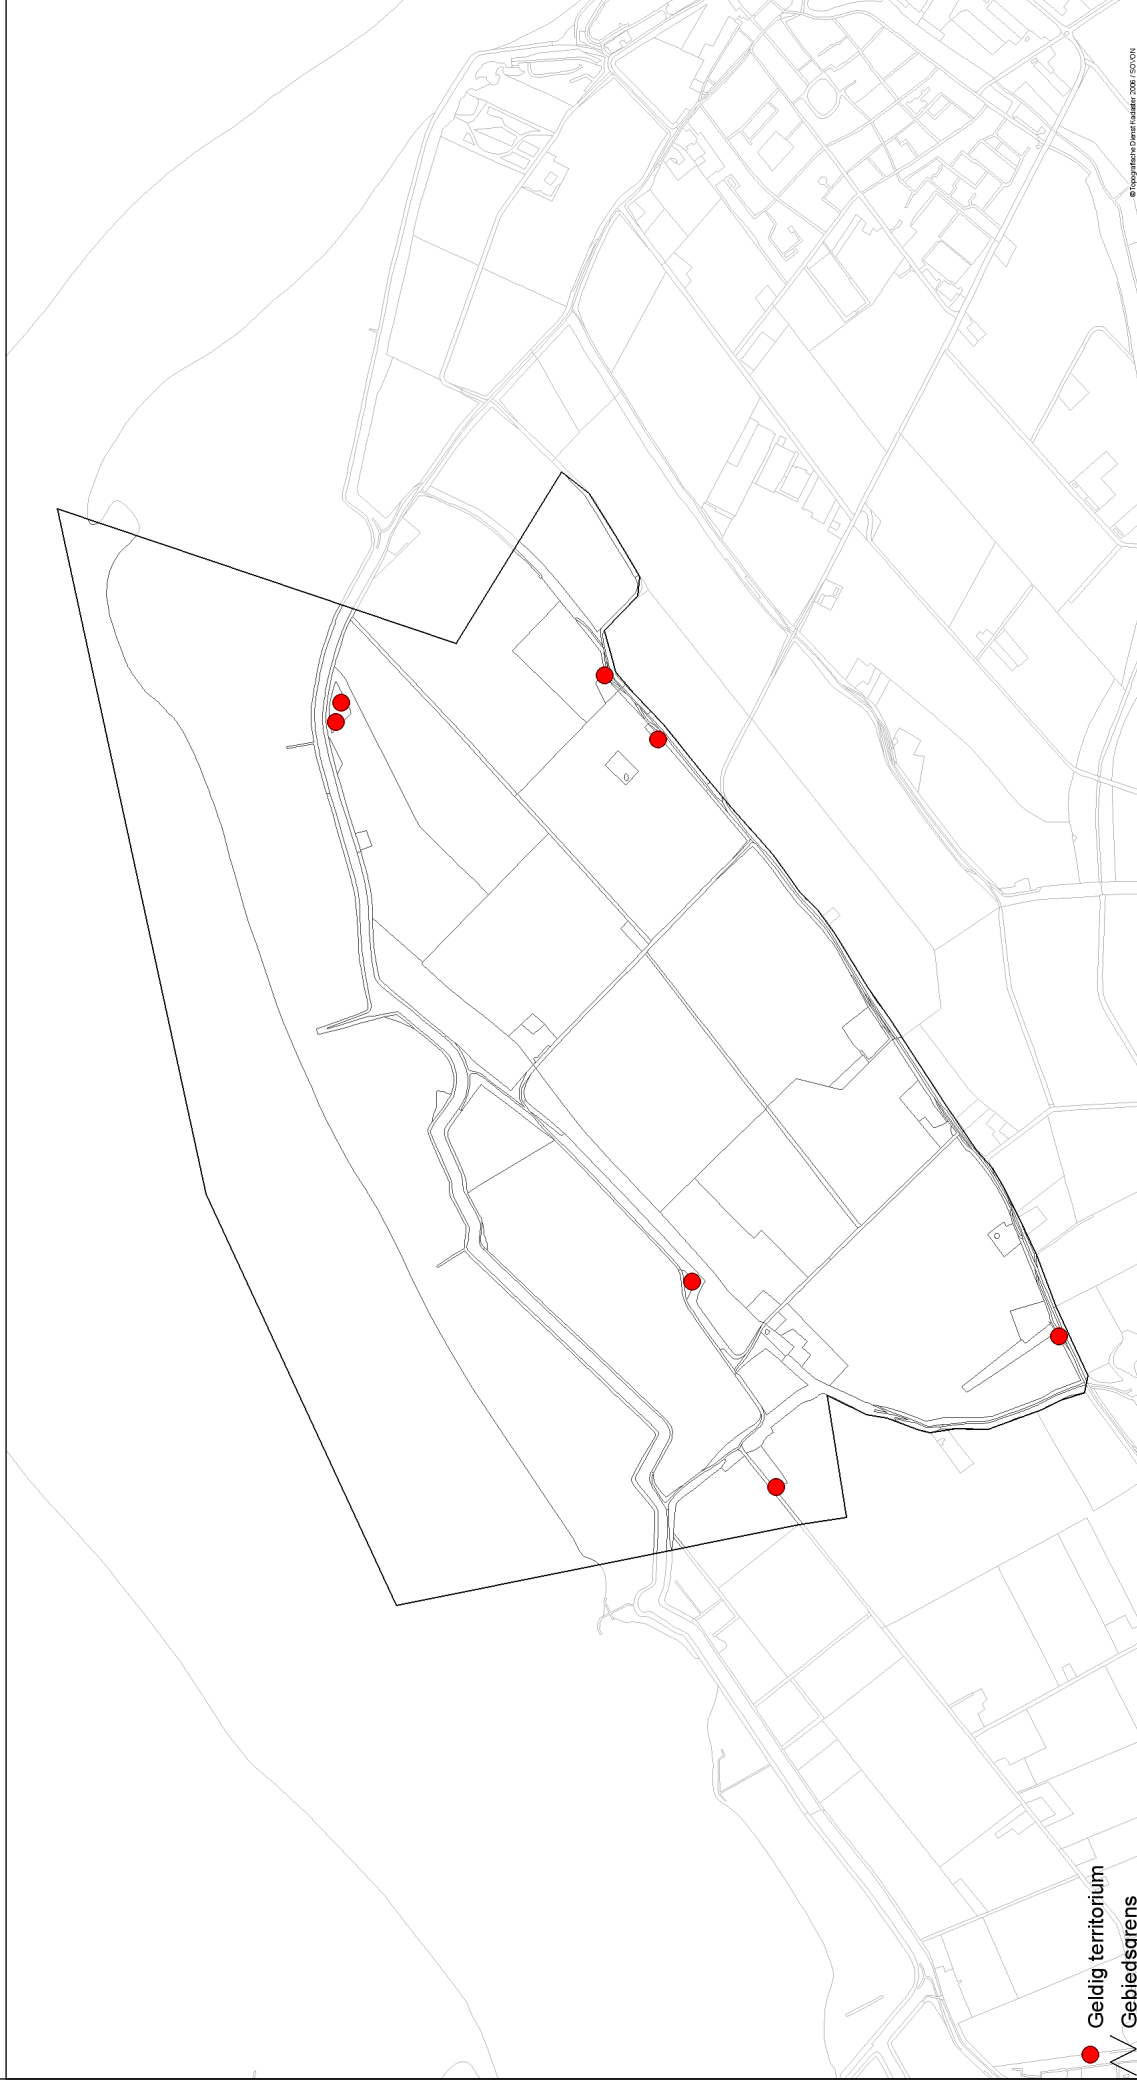 © Topografische Dienst Kadaster 2006 / SOVON
Geldig territorium
Gebiedsgrens